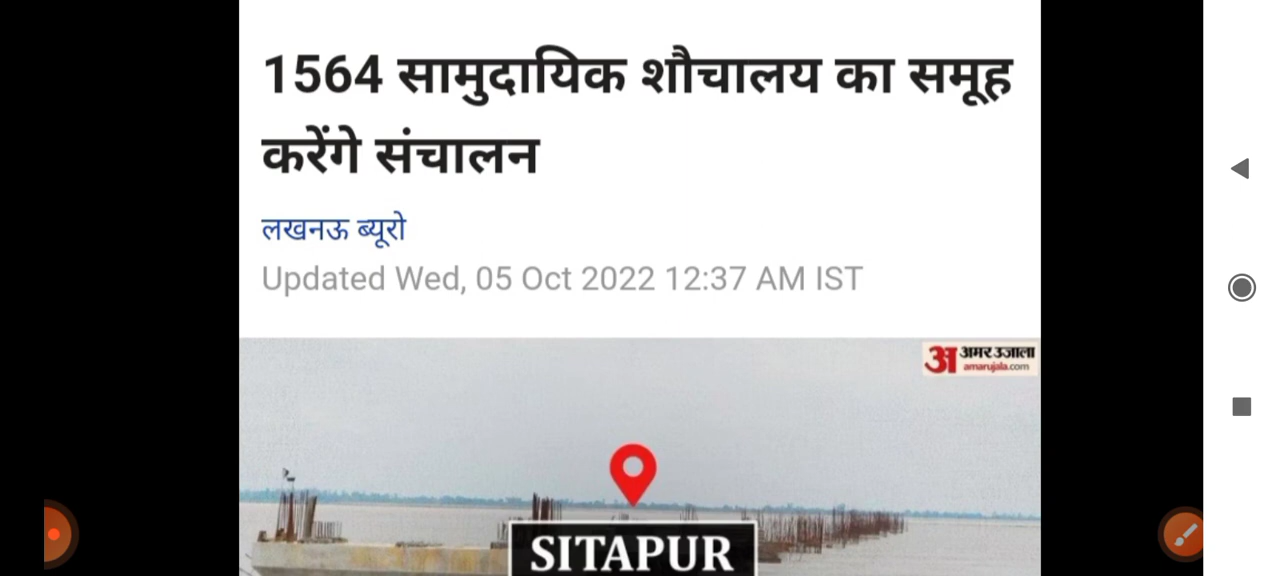 1564 सामुदायिक शौचालय का समूह
करेंगे संचालन
लखनऊ ब्यूरो
Updated Wed, 05 Oct 2022 12:37 AM IST
अ अमर उजाला
amarujala.com
SITAPUR